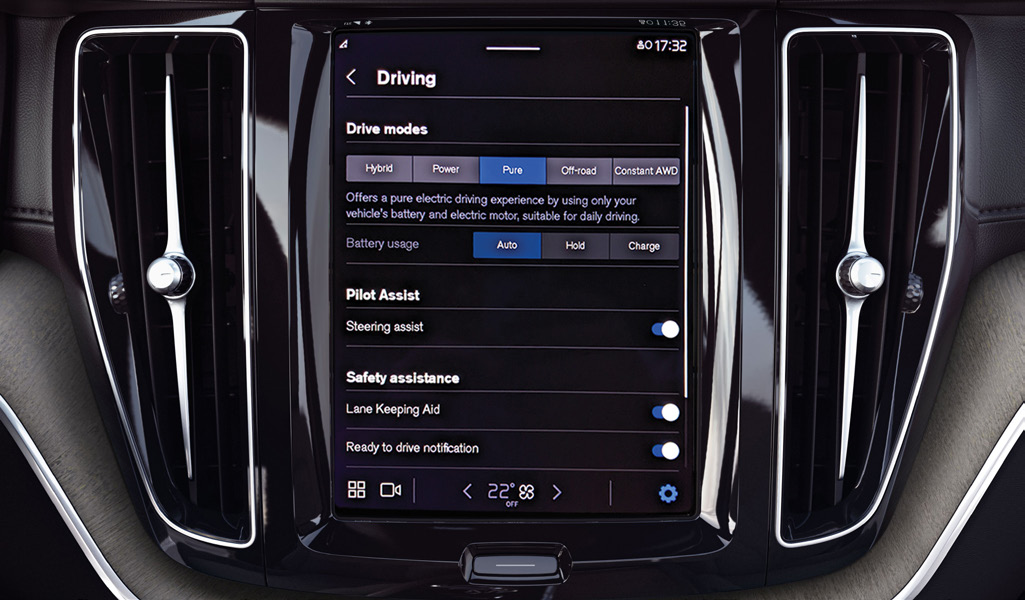 17:32
Driving
Drive modes
Hybrid Power Pure Off-road Constant AWD
Offers a pure electric driving experience by using only your
vehicle's battery and electric motor, suitable for daily driving.
Battery usage Auto Hold Charge
Pilot Assist
Steering assist
Safety assistance
Lane Keeping Aid
Ready to drive notification
22°
OFF